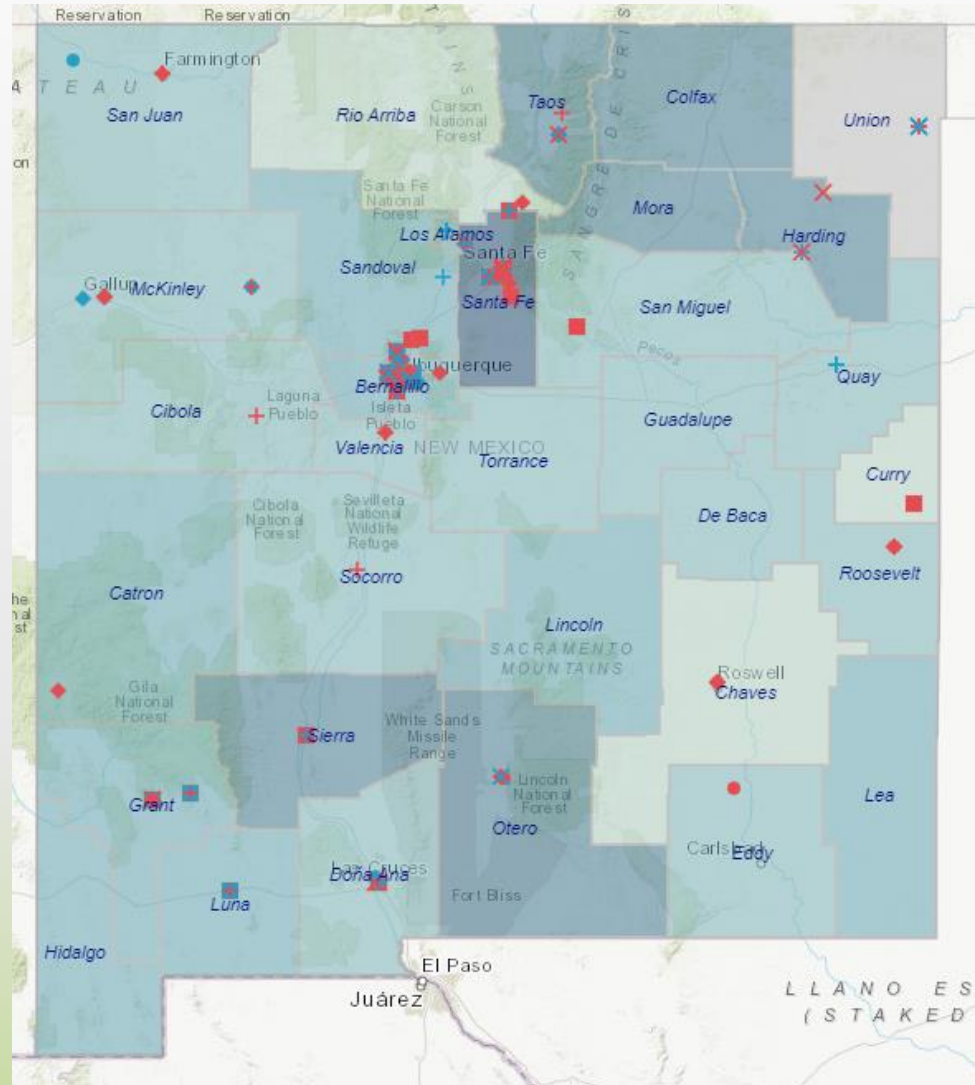 Reservation
Reservation
Farmington
A T E A U
T A I N S
San Juan
Rio Arriba
Carson
National
Forest
Taos
S A N G R E D E C R I S
Colfax
Union
on
Santa Fe
National
Forest
Mora
Los Alamos
Harding
Santa Fe
Sandoval
Gallup
McKinley
Santa Fe
San Miguel
Pecos
Albuquerque
Bernalillo
Quay
Laguna
Pueblo
Isleta
Pueblo
Cibola
Guadalupe
Valencia
NEW MEXICO
Torrance
Curry
Cibola
National
Forest
Sevilleta
National
Wildlife
Refuge
De Baca
Socorro
Roosevelt
Catron
he
al
st
Lincoln
SACRAMENTO
MOUNTAINS
Roswell
Chaves
Gila
National
Forest
White Sands
Missile
Range
Sierra
Lincoln
National
Forest
Grant
Otero
Lea
Carlsbad
Eddy
Las Cruces
Doña Ana
Fort Bliss
Luna
Hidalgo
El Paso
Juárez
L L A N O E S
( S T A K E D